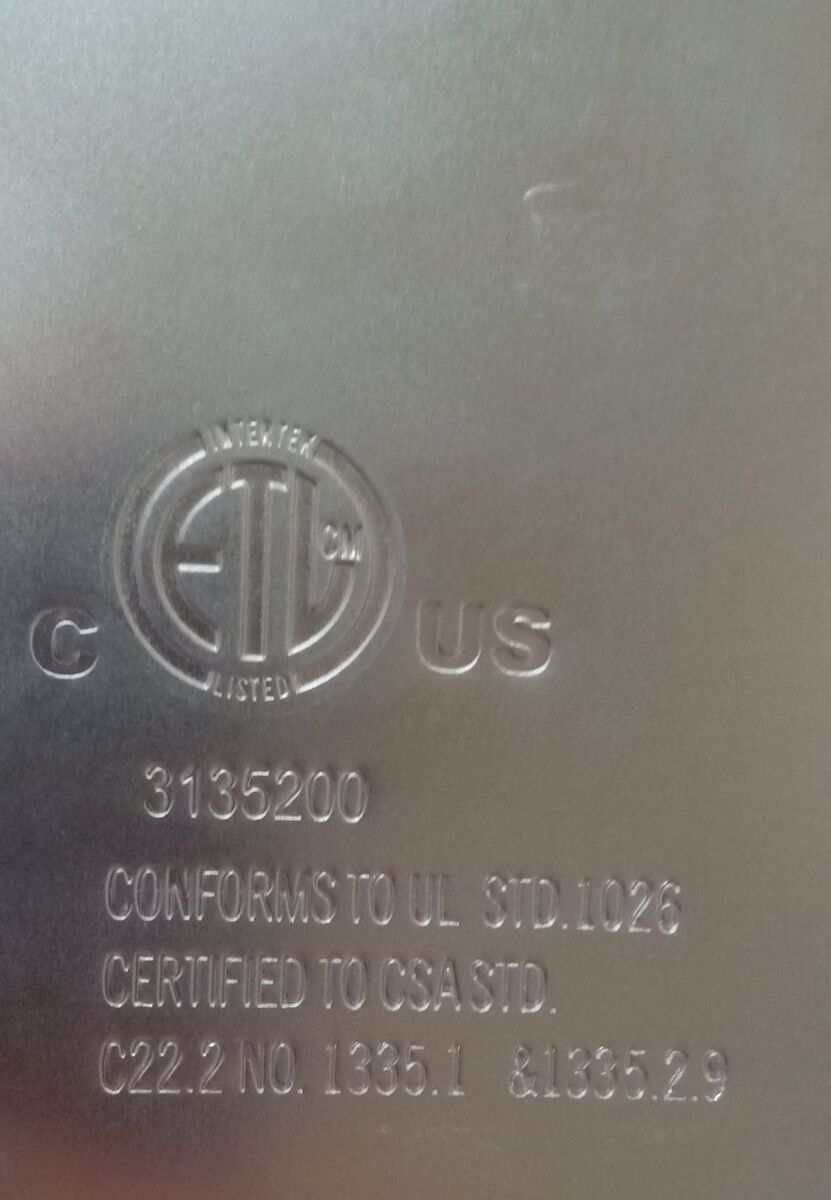 INTERTEK
ETL CM
LISTED
C US
3135200
CONFORMS TO UL STD.1026
CERTIFIED TO CSA STD.
C22.2 NO. 1335.1 &1335.2.9